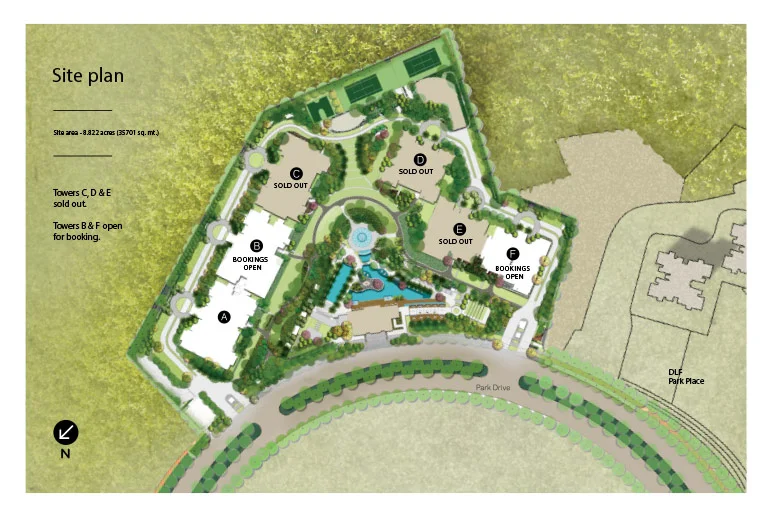 Site plan
Site area - 8.822 acres (35701 sq. mt.)
Towers C, D & E
sold out.
Towers B & F open
for booking.
C
SOLD OUT
D
SOLD OUT
E
SOLD OUT
B
BOOKINGS
OPEN
F
BOOKINGS
OPEN
A
DLF
Park Place
Park Drive
N